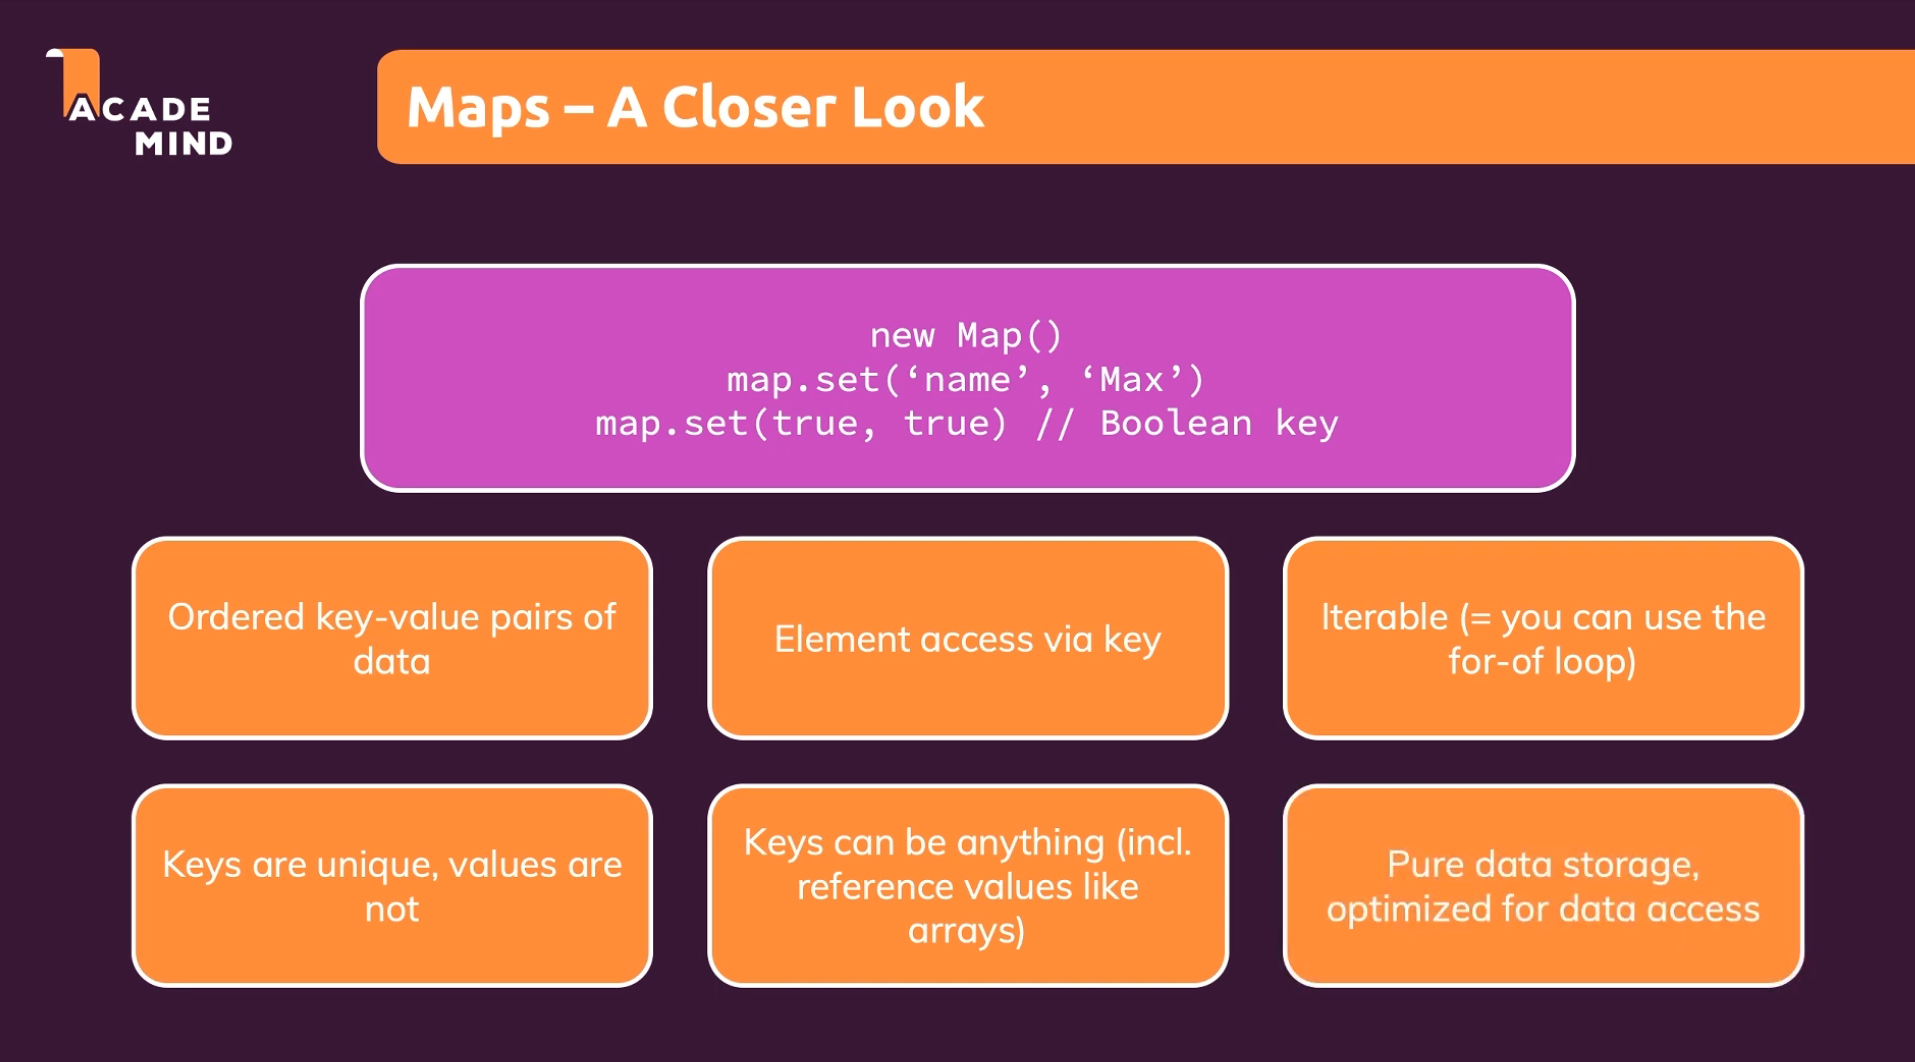 ACADE
MIND
Maps – A Closer Look
new Map()
map.set(‘name’, ‘Max’)
map.set(true, true) // Boolean key
Ordered key-value pairs of
data
Element access via key
Iterable (= you can use the
for-of loop)
Keys are unique, values are
not
Keys can be anything (incl.
reference values like
arrays)
Pure data storage,
optimized for data access